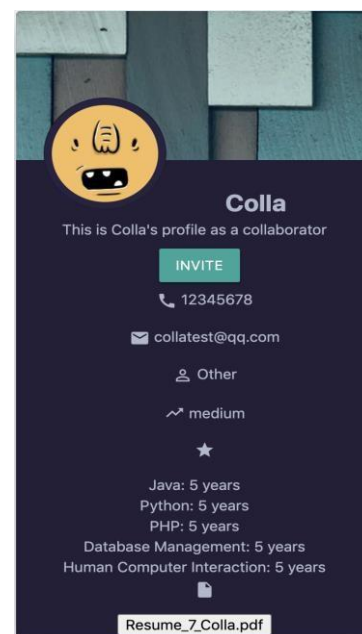 Colla
This is Colla's profile as a collaborator
INVITE
12345678
collatest@qq.com
Other
medium
Java: 5 years
Python: 5 years
PHP: 5 years
Database Management: 5 years
Human Computer Interaction: 5 years
Resume_7_Colla.pdf